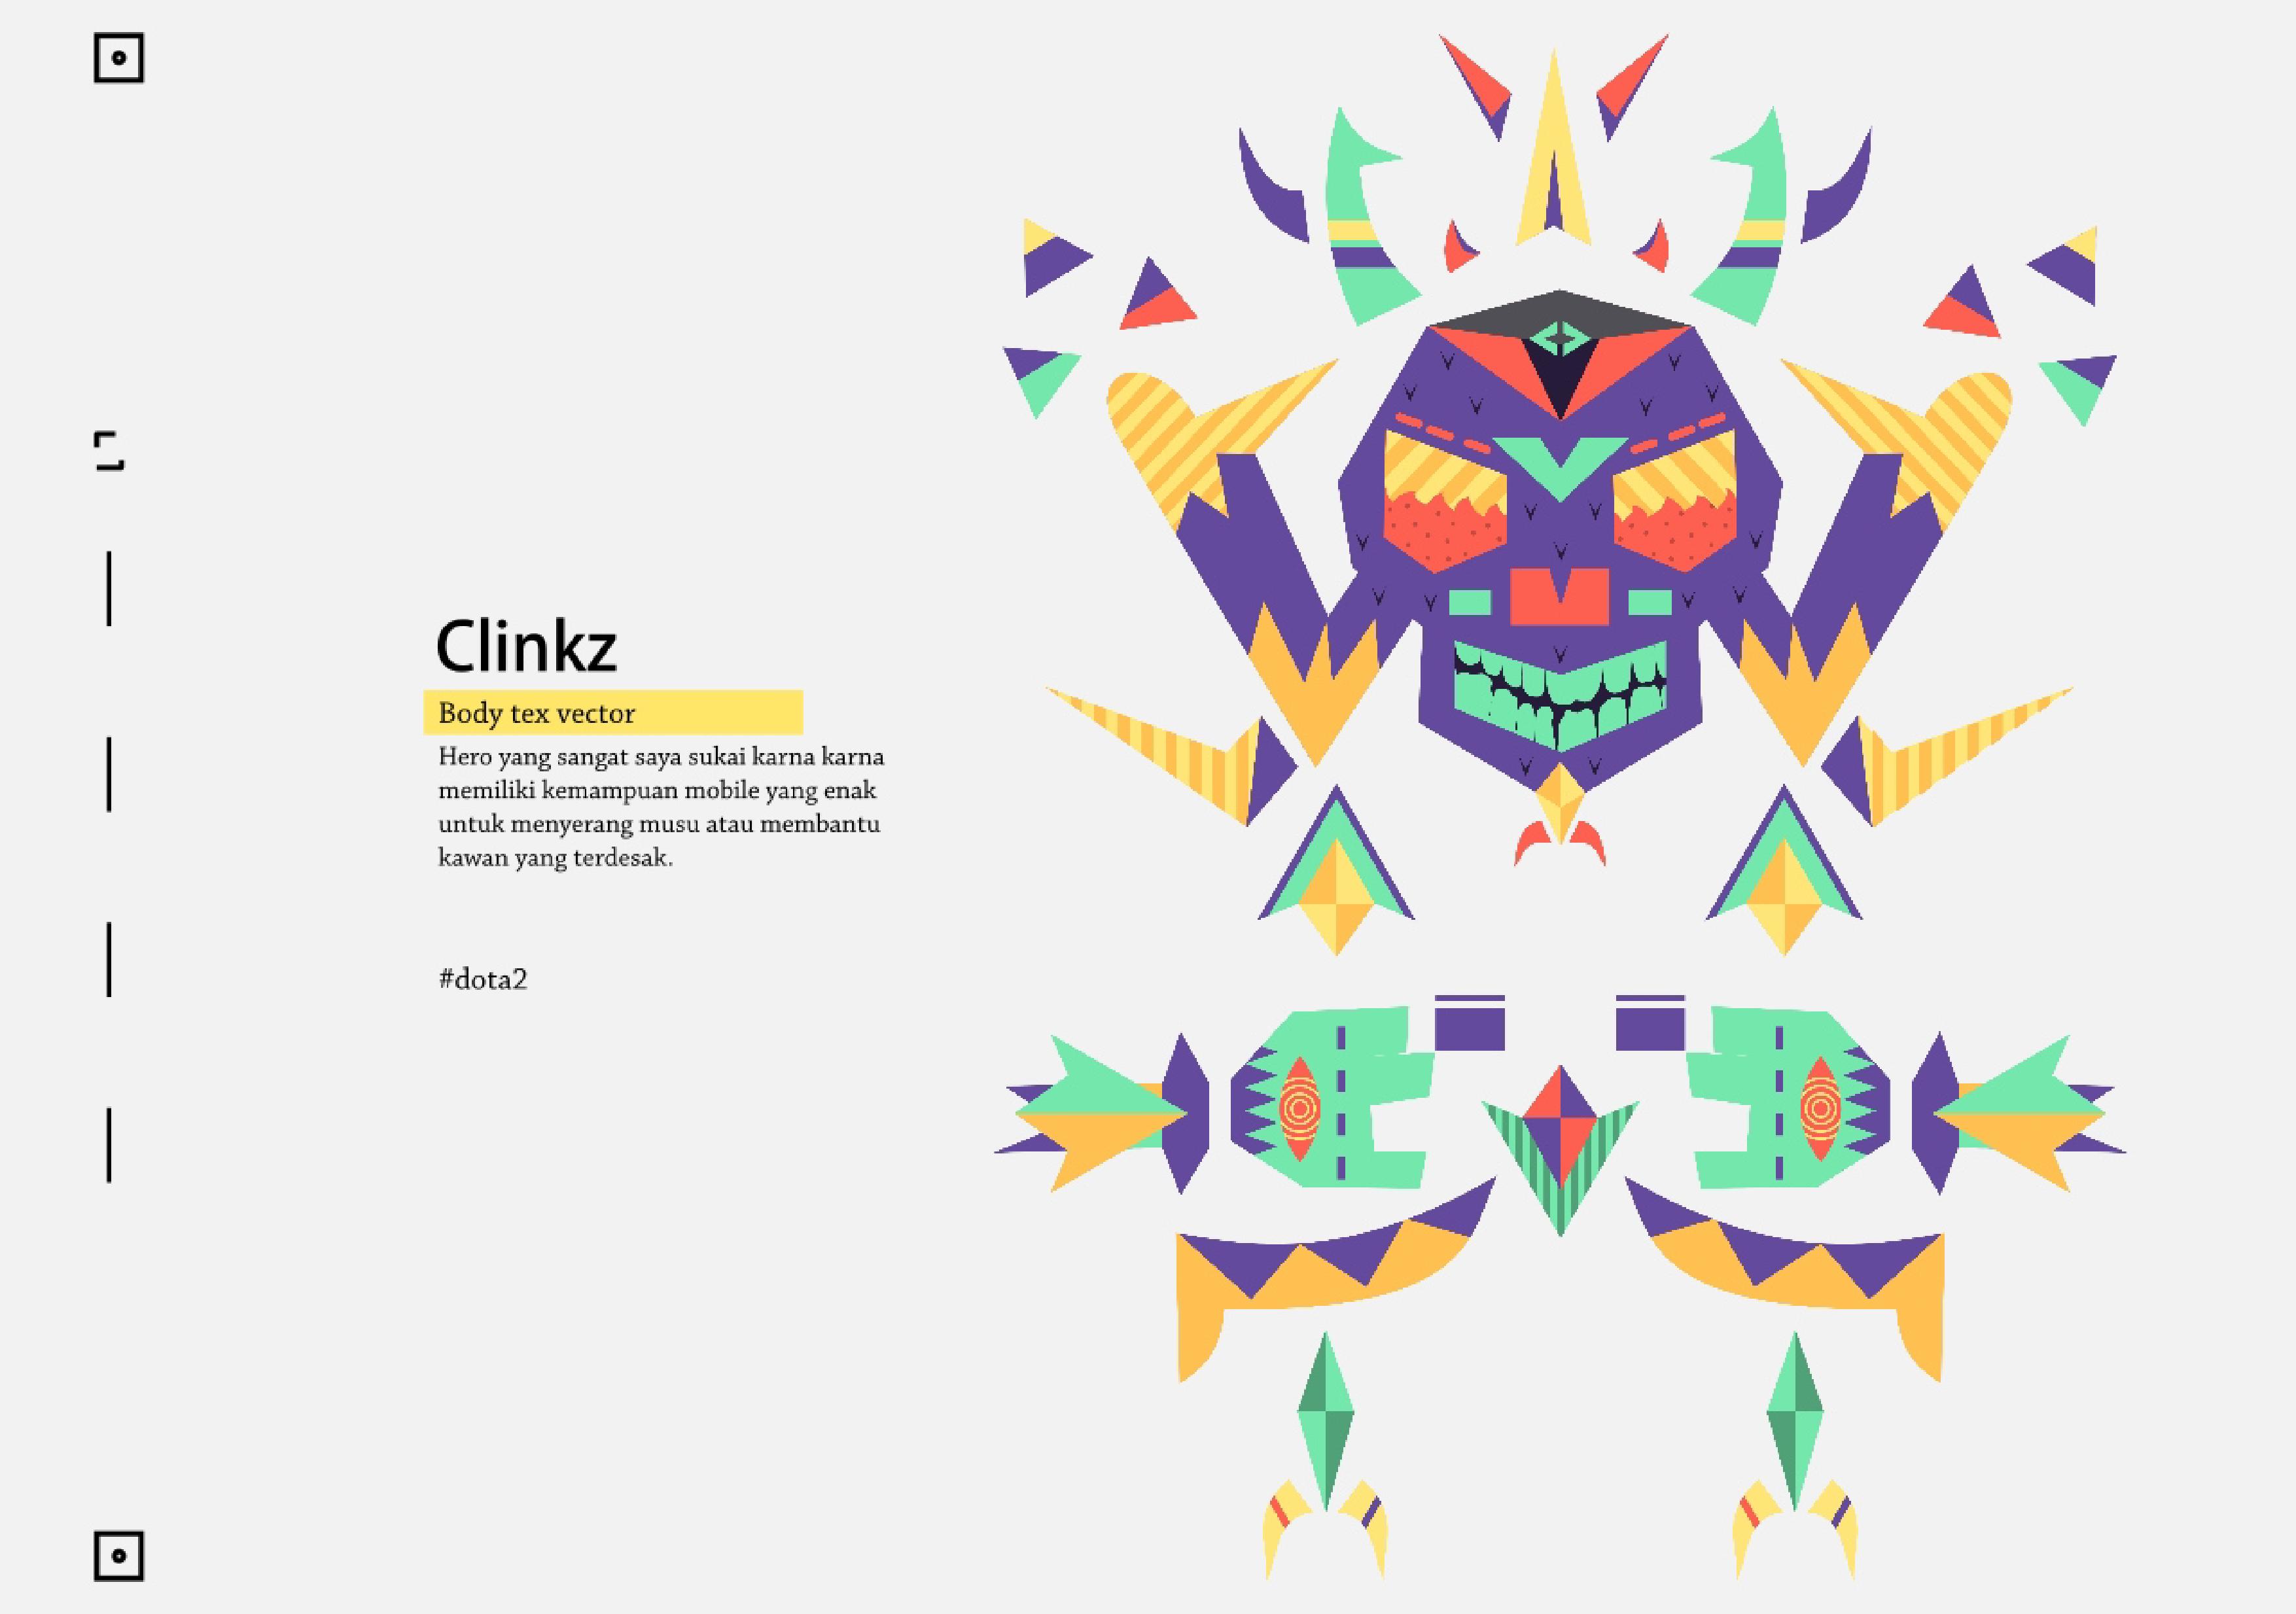 Clinkz
Body tex vector
Hero yang sangat saya sukai karna karna
memiliki kemampuan mobile yang enak
untuk menyerang musu atau membantu
kawan yang terdesak.
#dota2